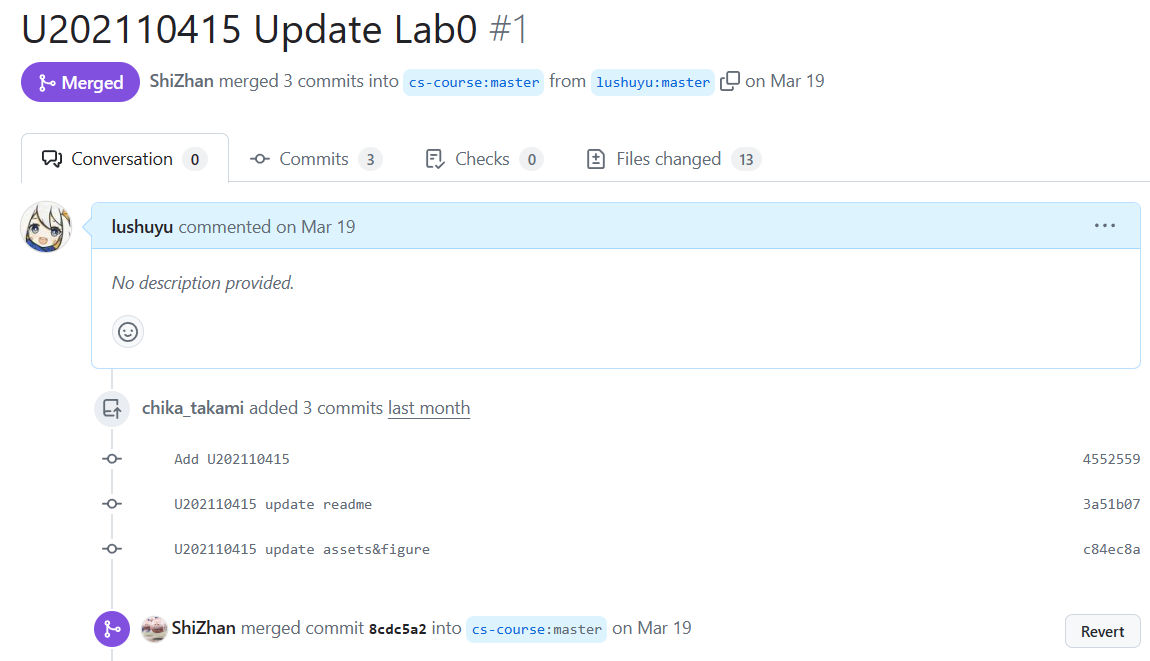 U202110415 Update Lab0 #1
Merged ShiZhan merged 3 commits into cs-course:master from lushuyu:master on Mar 19
Conversation 0 Commits 3 Checks 0 Files changed 13
lushuyu commented on Mar 19
No description provided.
chika_takami added 3 commits last month
Add U202110415 4552559
U202110415 update readme 3a51b07
U202110415 update assets&figure c84ec8a
ShiZhan merged commit 8cdc5a2 into cs-course:master on Mar 19 Revert